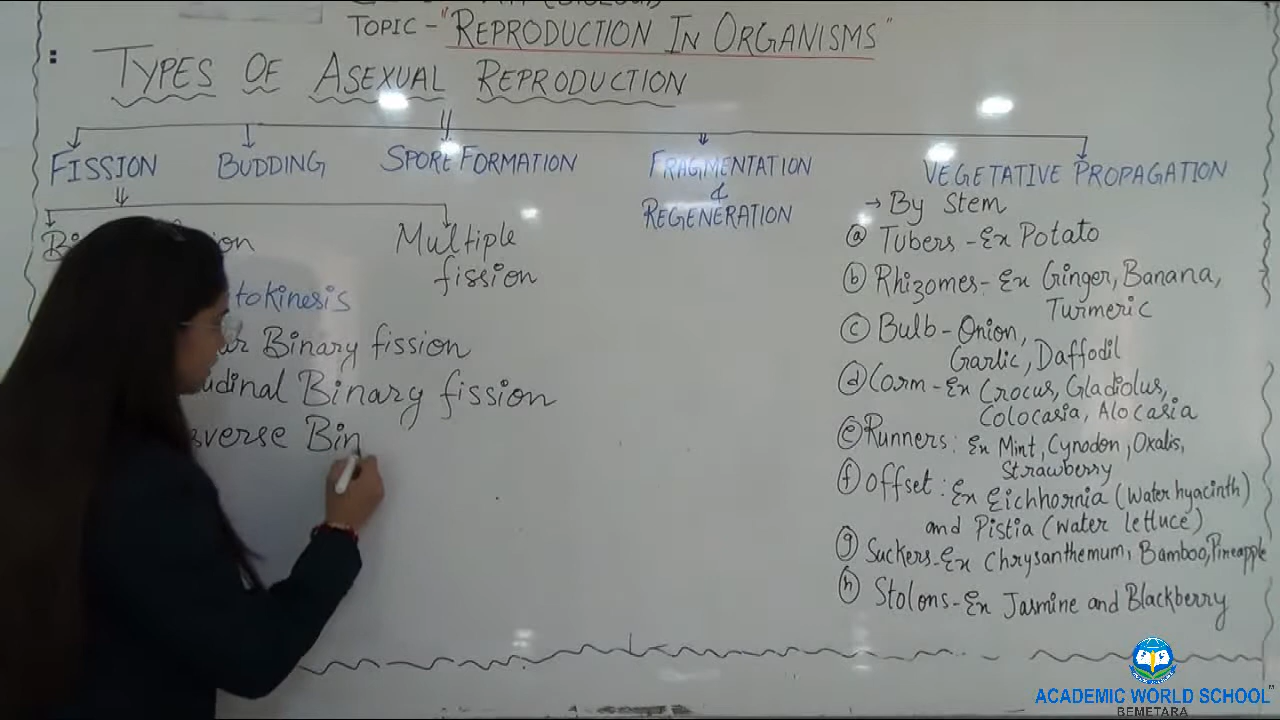 TOPIC - "REPRODUCTION IN ORGANISMS"
TYPES OF ASEXUAL REPRODUCTION
FISSION
BUDDING
SPORE FORMATION
FRAGMENTATION
&
REGENERATION
VEGETATIVE PROPAGATION
Multiple
fission
Binary fission
Binary fission
Bin
→ By Stem
(a) Tubers - Ex Potato
(b) Rhizomes - Ex Ginger, Banana,
Turmeric
(c) Bulb - Onion,
Garlic, Daffodil
(d) Corm - Ex Crocus, Gladiolus,
Colocasia, Alocasia
(e) Runners: Ex Mint, Cynodon, Oxalis,
Strawberry
(f) Offset: Ex Eichhornia (Water hyacinth)
and Pistia (water lettuce)
(g) Suckers - Ex Chrysanthemum, Bamboo, Pineapple
(h) Stolons - Ex Jasmine and Blackberry
ACADEMIC WORLD SCHOOL"
BEMETARA